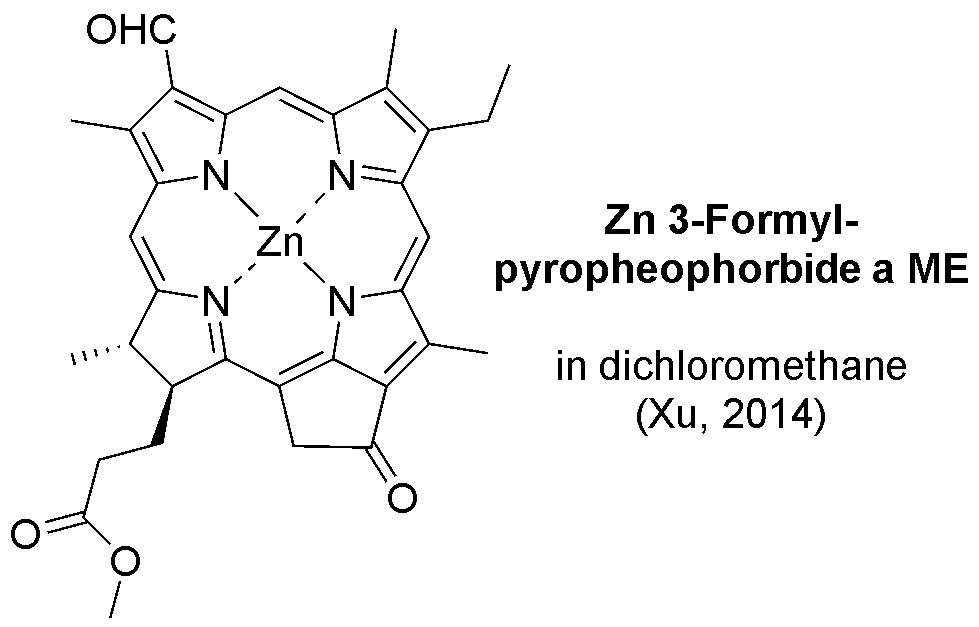 OHC
N
N
Zn
N
N
O
O
O
Zn 3-Formyl-
pyropheophorbide a ME
in dichloromethane
(Xu, 2014)